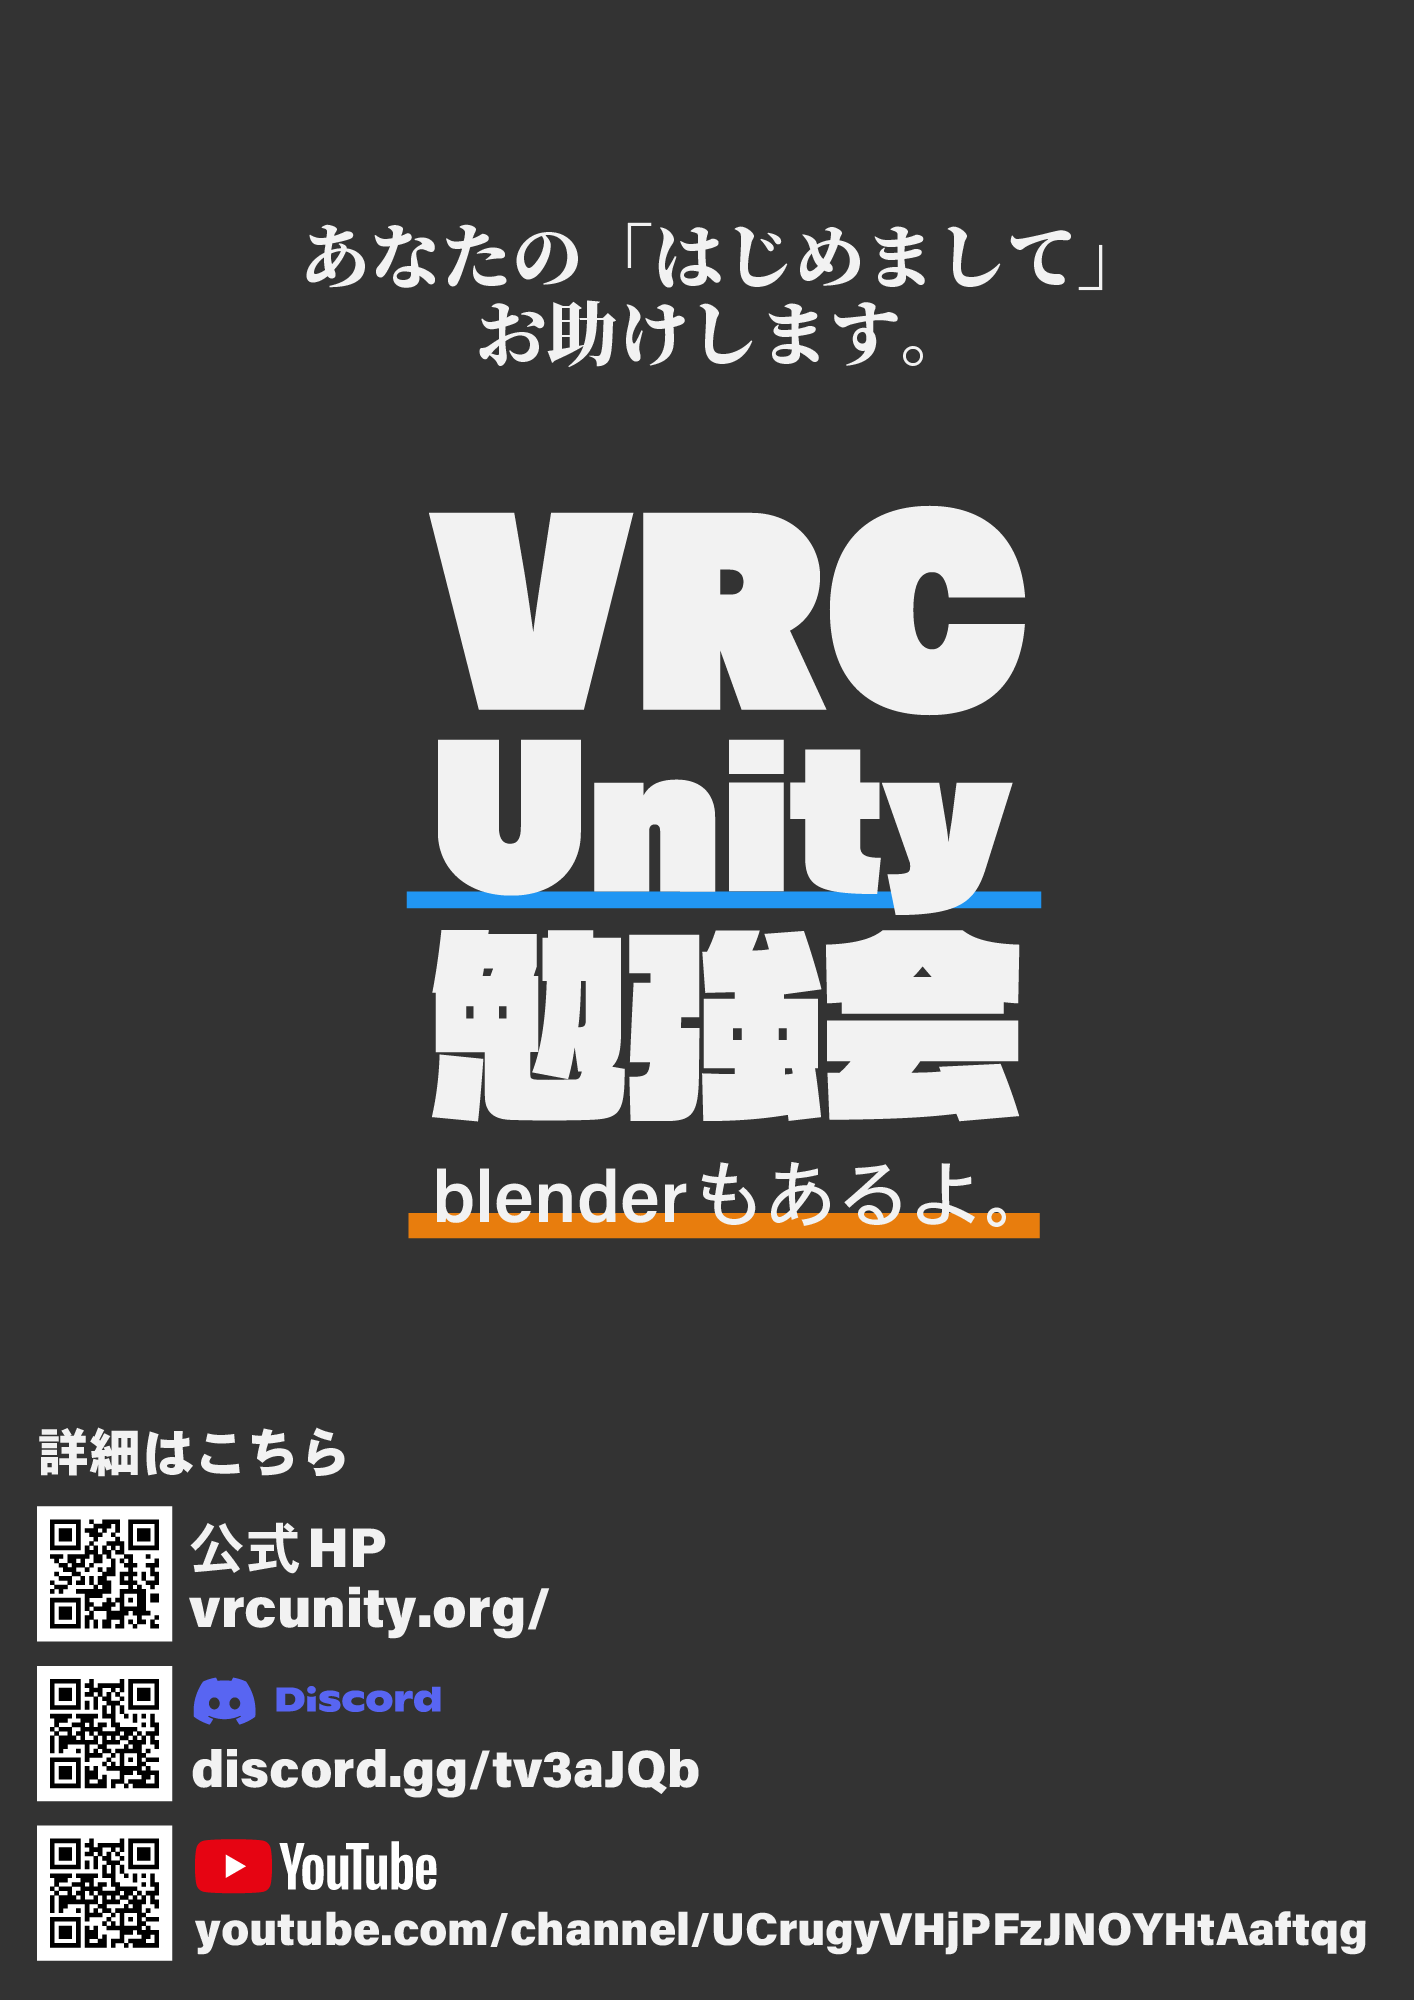 あなたの「はじめまして」
お助けします。
VRC
Unity
勉強会
blenderもあるよ。
詳細はこちら
公式HP
vrcunity.org/
Discord
discord.gg/tv3aJQb
YouTube
youtube.com/channel/UCrugyVHjPFzJNOYHtAaftqg